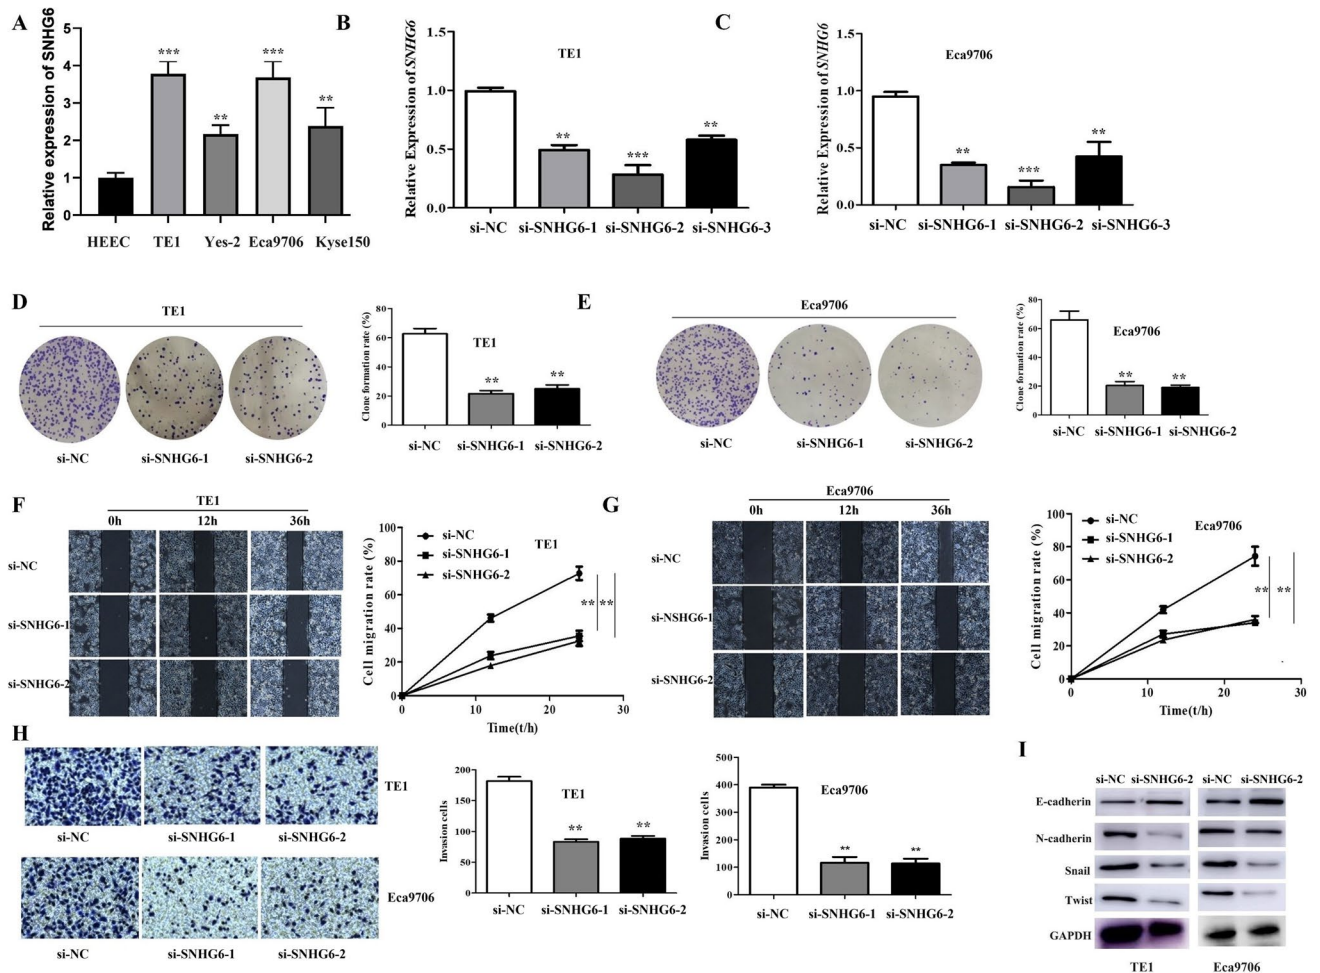 A
Relative expression of SNHG6
5
4
3
2
1
0
***
**
***
**
HEEC TE1 Yes-2 Eca9706 Kyse150
B
Relative Expression of SNHG6
1.5
1.0
0.5
0.0
TE1
**
***
**
si-NC si-SNHG6-1 si-SNHG6-2 si-SNHG6-3
C
Relative Expression of SNHG6
1.5
1.0
0.5
0.0
Eca9706
**
***
**
si-NC si-SNHG6-1 si-SNHG6-2 si-SNHG6-3
D
TE1
si-NC si-SNHG6-1 si-SNHG6-2
Clone formation rate (%)
80
60
40
20
0
TE1
** **
si-NC si-SNHG6-1 si-SNHG6-2
E
Eca9706
si-NC si-SNHG6-1 si-SNHG6-2
Clone formation rate (%)
80
60
40
20
0
Eca9706
** **
si-NC si-SNHG6-1 si-SNHG6-2
F
TE1
0h 12h 36h
si-NC
si-SNHG6-1
si-SNHG6-2
Cell migration rate (%)
100
80
60
40
20
0
si-NC
si-SNHG6-1
si-SNHG6-2
TE1
** **
0 10 20 30
Time(t/h)
G
Eca9706
0h 12h 36h
si-NC
si-NSHG6-1
si-SNHG6-2
Cell migration rate (%)
100
80
60
40
20
0
si-NC
si-SNHG6-1
si-SNHG6-2
Eca9706
** **
0 10 20 30
Time(t/h)
H
TE1
si-NC si-SNHG6-1 si-SNHG6-2
Eca9706
si-NC si-SNHG6-1 si-SNHG6-2
Invasion cells
200
150
100
50
0
TE1
** **
si-NC si-SNHG6-1 si-SNHG6-2
Invasion cells
500
400
300
200
100
0
Eca9706
** **
si-NC si-SNHG6-1 si-SNHG6-2
I
si-NC si-SNHG6-2 si-NC si-SNHG6-2
E-cadherin
N-cadherin
Snail
Twist
GAPDH
TE1 Eca9706